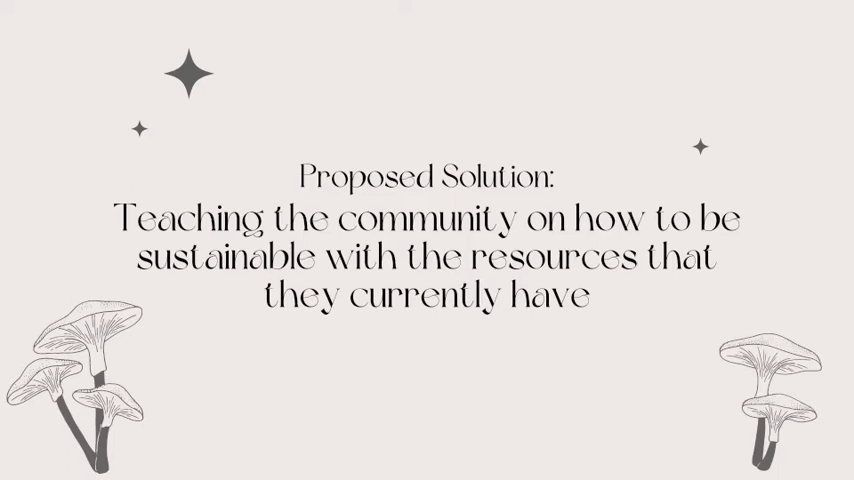 Proposed Solution:
Teaching the community on how to be
sustainable with the resources that
they currently have